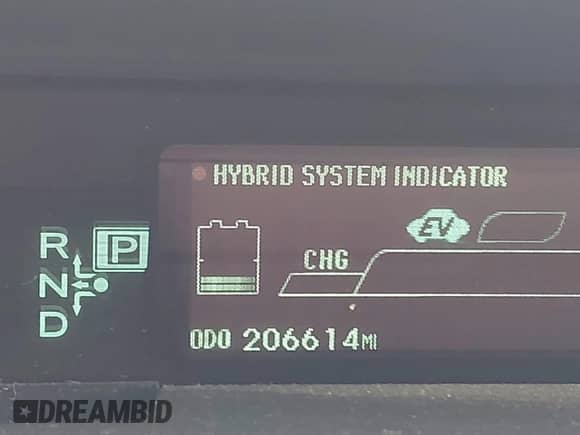 HYBRID SYSTEM INDICATOR
EV
CHG
R P
N
D
ODO 206614 MI
DREAMBID